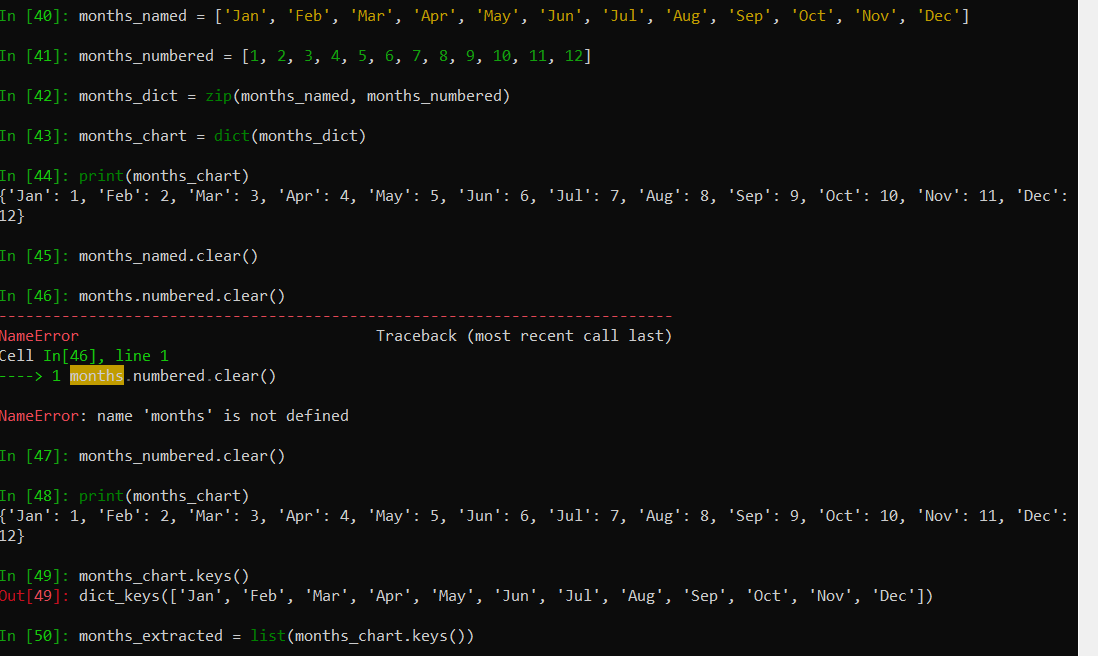 In [40]: months_named = ['Jan', 'Feb', 'Mar', 'Apr', 'May', 'Jun', 'Jul', 'Aug', 'Sep', 'Oct', 'Nov', 'Dec']
In [41]: months_numbered = [1, 2, 3, 4, 5, 6, 7, 8, 9, 10, 11, 12]
In [42]: months_dict = zip(months_named, months_numbered)
In [43]: months_chart = dict(months_dict)
In [44]: print(months_chart)
{'Jan': 1, 'Feb': 2, 'Mar': 3, 'Apr': 4, 'May': 5, 'Jun': 6, 'Jul': 7, 'Aug': 8, 'Sep': 9, 'Oct': 10, 'Nov': 11, 'Dec':
12}
In [45]: months_named.clear()
In [46]: months.numbered.clear()
---------------------------------------------------------------------------
NameError                                 Traceback (most recent call last)
Cell In[46], line 1
----> 1 months.numbered.clear()
NameError: name 'months' is not defined
In [47]: months_numbered.clear()
In [48]: print(months_chart)
{'Jan': 1, 'Feb': 2, 'Mar': 3, 'Apr': 4, 'May': 5, 'Jun': 6, 'Jul': 7, 'Aug': 8, 'Sep': 9, 'Oct': 10, 'Nov': 11, 'Dec':
12}
In [49]: months_chart.keys()
Out[49]: dict_keys(['Jan', 'Feb', 'Mar', 'Apr', 'May', 'Jun', 'Jul', 'Aug', 'Sep', 'Oct', 'Nov', 'Dec'])
In [50]: months_extracted = list(months_chart.keys())